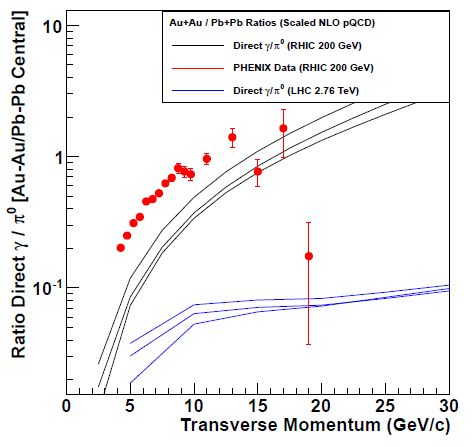 Au+Au / Pb+Pb Ratios (Scaled NLO pQCD)
Direct γ/π⁰ (RHIC 200 GeV)
PHENIX Data (RHIC 200 GeV)
Direct γ/π⁰ (LHC 2.76 TeV)
Ratio Direct γ / π⁰ [Au-Au/Pb-Pb Central]
10
1
10⁻¹
0 5 10 15 20 25 30
Transverse Momentum (GeV/c)